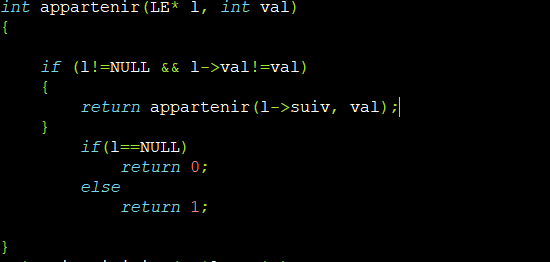 int appartenir(LE* l, int val)
{
if (l!=NULL && l->val!=val)
{
return appartenir(l->suiv, val);
}
if(l==NULL)
return 0;
else
return 1;
}